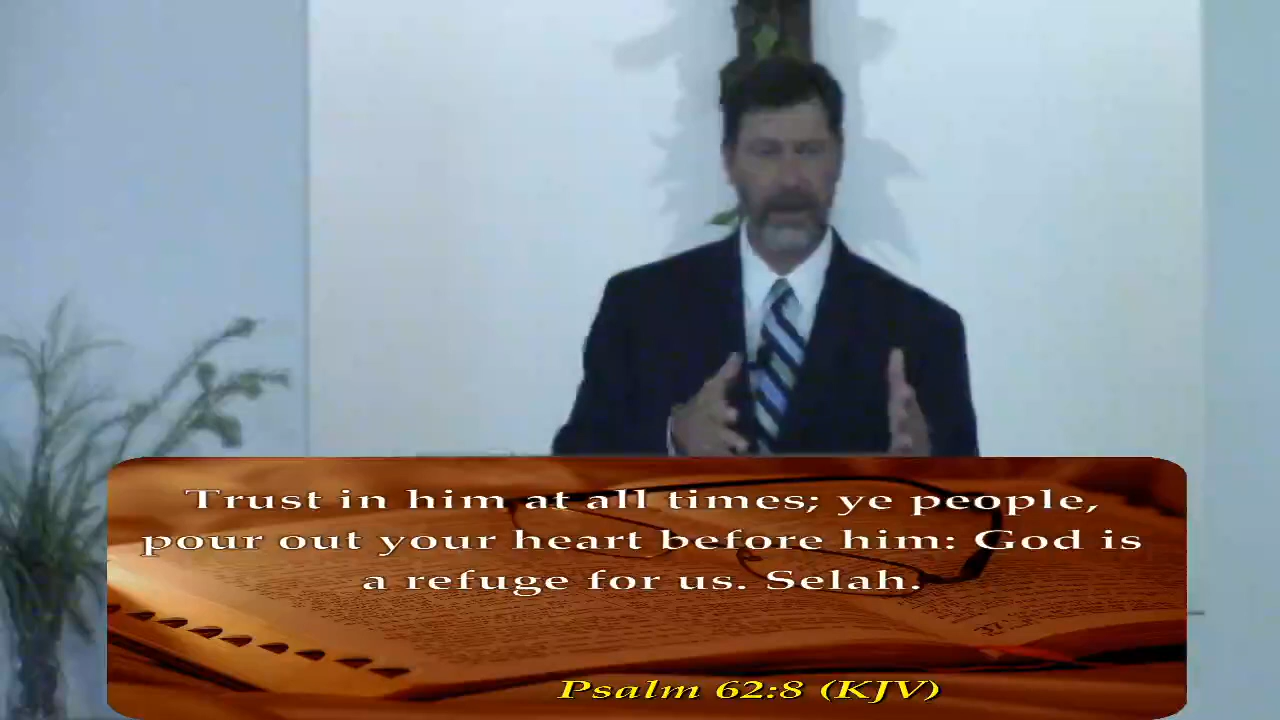 Trust in him at all times; ye people,
pour out your heart before him: God is
a refuge for us. Selah.
37
Psalm 62:8 (KJV)